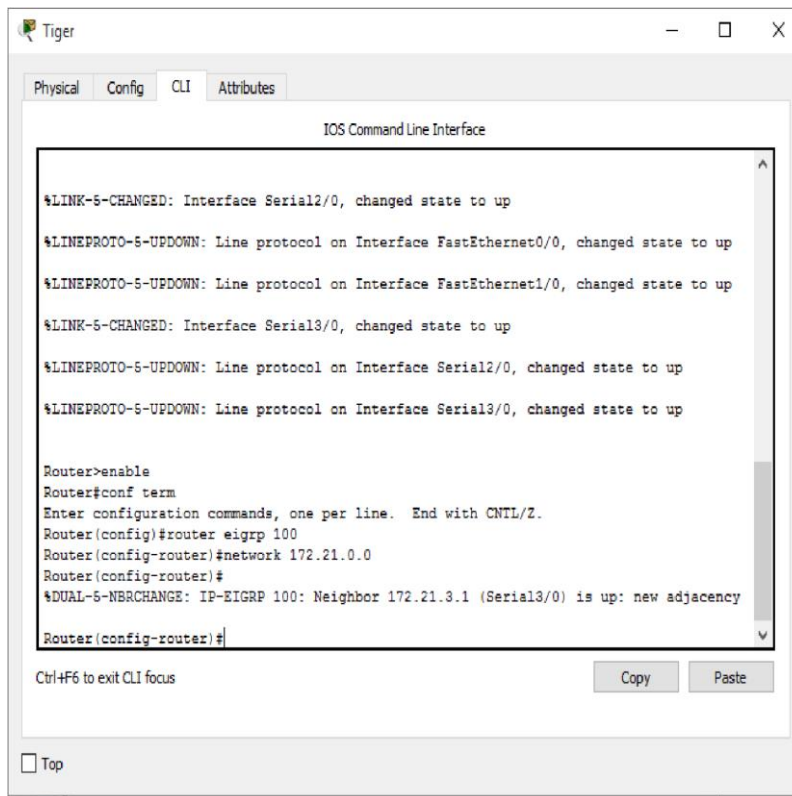 Tiger
Physical Config CLI Attributes
IOS Command Line Interface
%LINK-5-CHANGED: Interface Serial2/0, changed state to up
%LINEPROTO-5-UPDOWN: Line protocol on Interface FastEthernet0/0, changed state to up
%LINEPROTO-5-UPDOWN: Line protocol on Interface FastEthernet1/0, changed state to up
%LINK-5-CHANGED: Interface Serial3/0, changed state to up
%LINEPROTO-5-UPDOWN: Line protocol on Interface Serial2/0, changed state to up
%LINEPROTO-5-UPDOWN: Line protocol on Interface Serial3/0, changed state to up
Router>enable
Router#conf term
Enter configuration commands, one per line. End with CNTL/Z.
Router(config)#router eigrp 100
Router(config-router)#network 172.21.0.0
Router(config-router)#
%DUAL-5-NBRCHANGE: IP-EIGRP 100: Neighbor 172.21.3.1 (Serial3/0) is up: new adjacency
Router(config-router)#
Ctrl+F6 to exit CLI focus
Copy Paste
Top